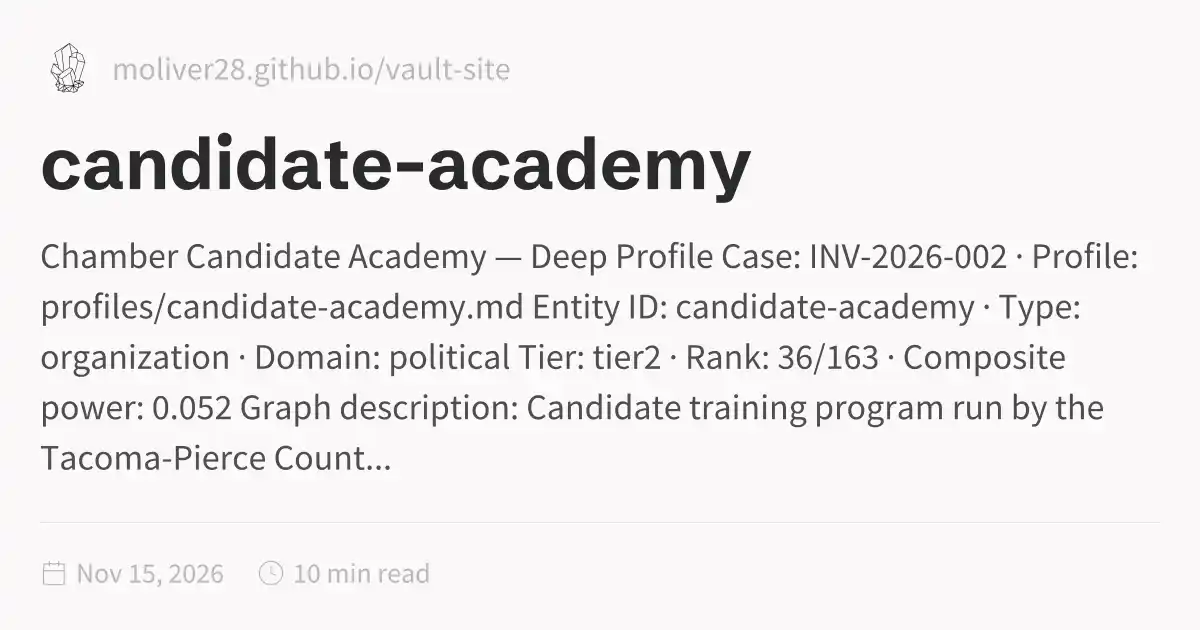 moliver28.github.io/vault-site
candidate-academy
Chamber Candidate Academy — Deep Profile Case: INV-2026-002 · Profile:
profiles/candidate-academy.md Entity ID: candidate-academy · Type:
organization · Domain: political Tier: tier2 · Rank: 36/163 · Composite
power: 0.052 Graph description: Candidate training program run by the
Tacoma-Pierce Count...
Nov 15, 2026 10 min read